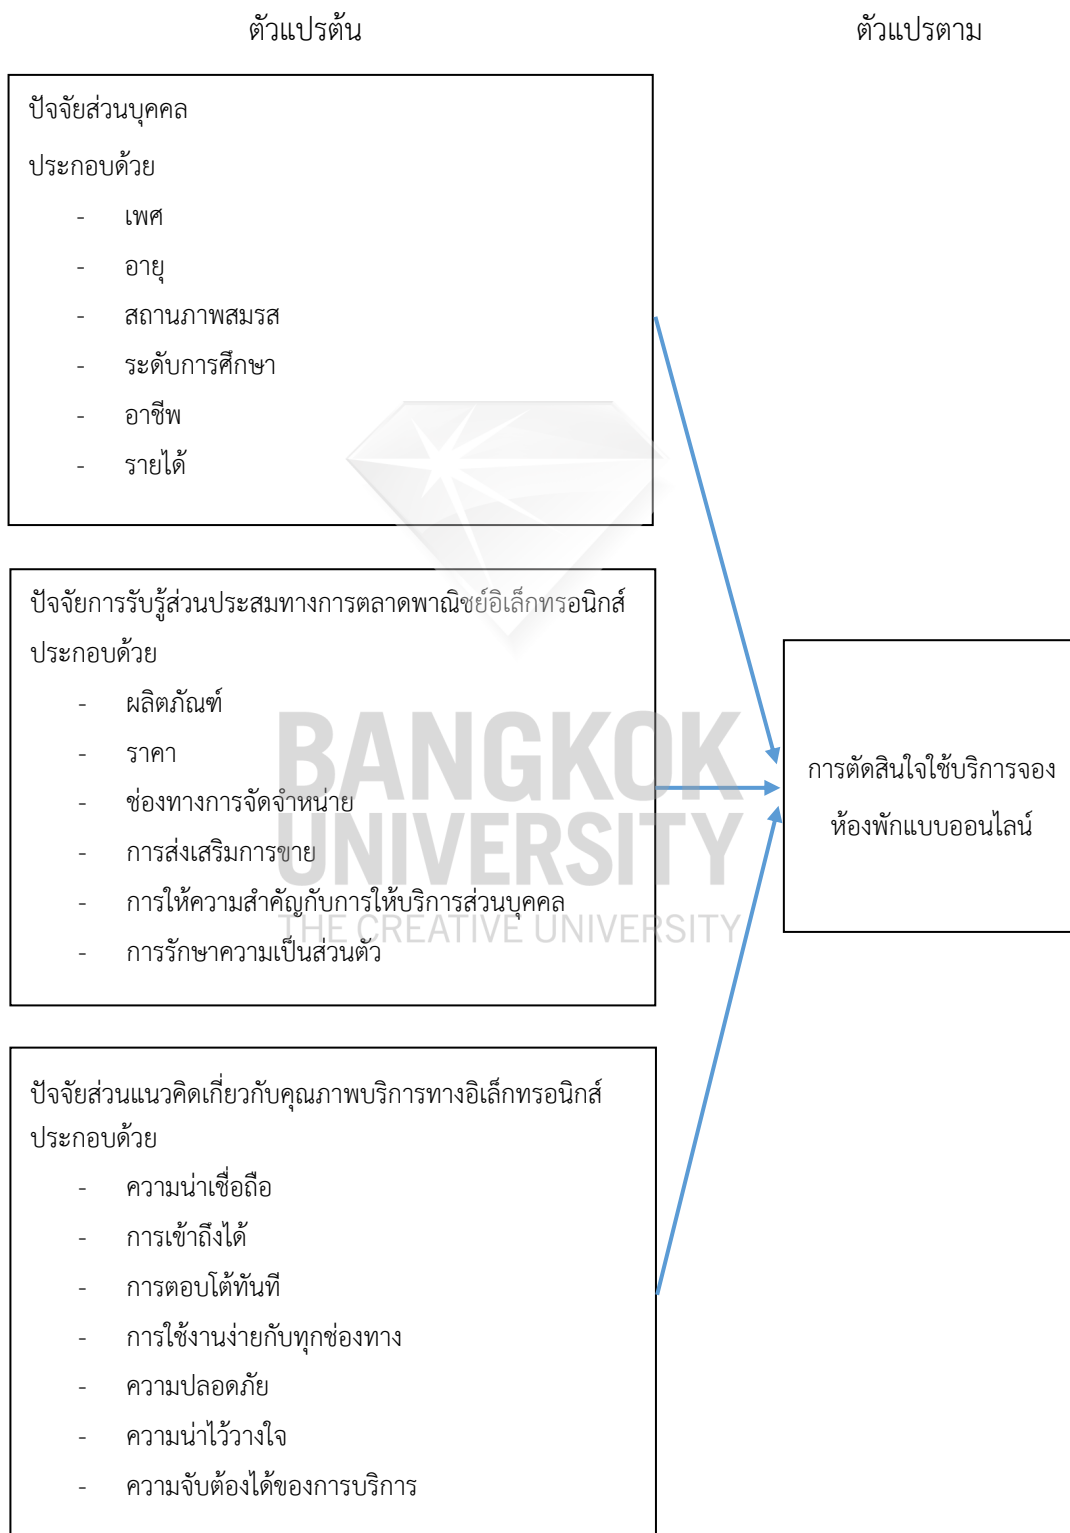 ตัวแปรต้น
ตัวแปรตาม
ปัจจัยส่วนบุคคล
ประกอบด้วย
- เพศ
- อายุ
- สถานภาพสมรส
- ระดับการศึกษา
- อาชีพ
- รายได้
ปัจจัยการรับรู้ส่วนประสมทางการตลาดพาณิชย์อิเล็กทรอนิกส์
ประกอบด้วย
- ผลิตภัณฑ์
- ราคา
- ช่องทางการจัดจำหน่าย
- การส่งเสริมการขาย
- การให้ความสำคัญกับการให้บริการส่วนบุคคล
- การรักษาความเป็นส่วนตัว
ปัจจัยส่วนแนวคิดเกี่ยวกับคุณภาพบริการทางอิเล็กทรอนิกส์
ประกอบด้วย
- ความน่าเชื่อถือ
- การเข้าถึงได้
- การตอบโต้ทันที
- การใช้งานง่ายกับทุกช่องทาง
- ความปลอดภัย
- ความน่าไว้วางใจ
- ความจับต้องได้ของการบริการ
การตัดสินใจใช้บริการจอง
ห้องพักแบบออนไลน์
BANGKOK
UNIVERSITY
THE CREATIVE UNIVERSITY